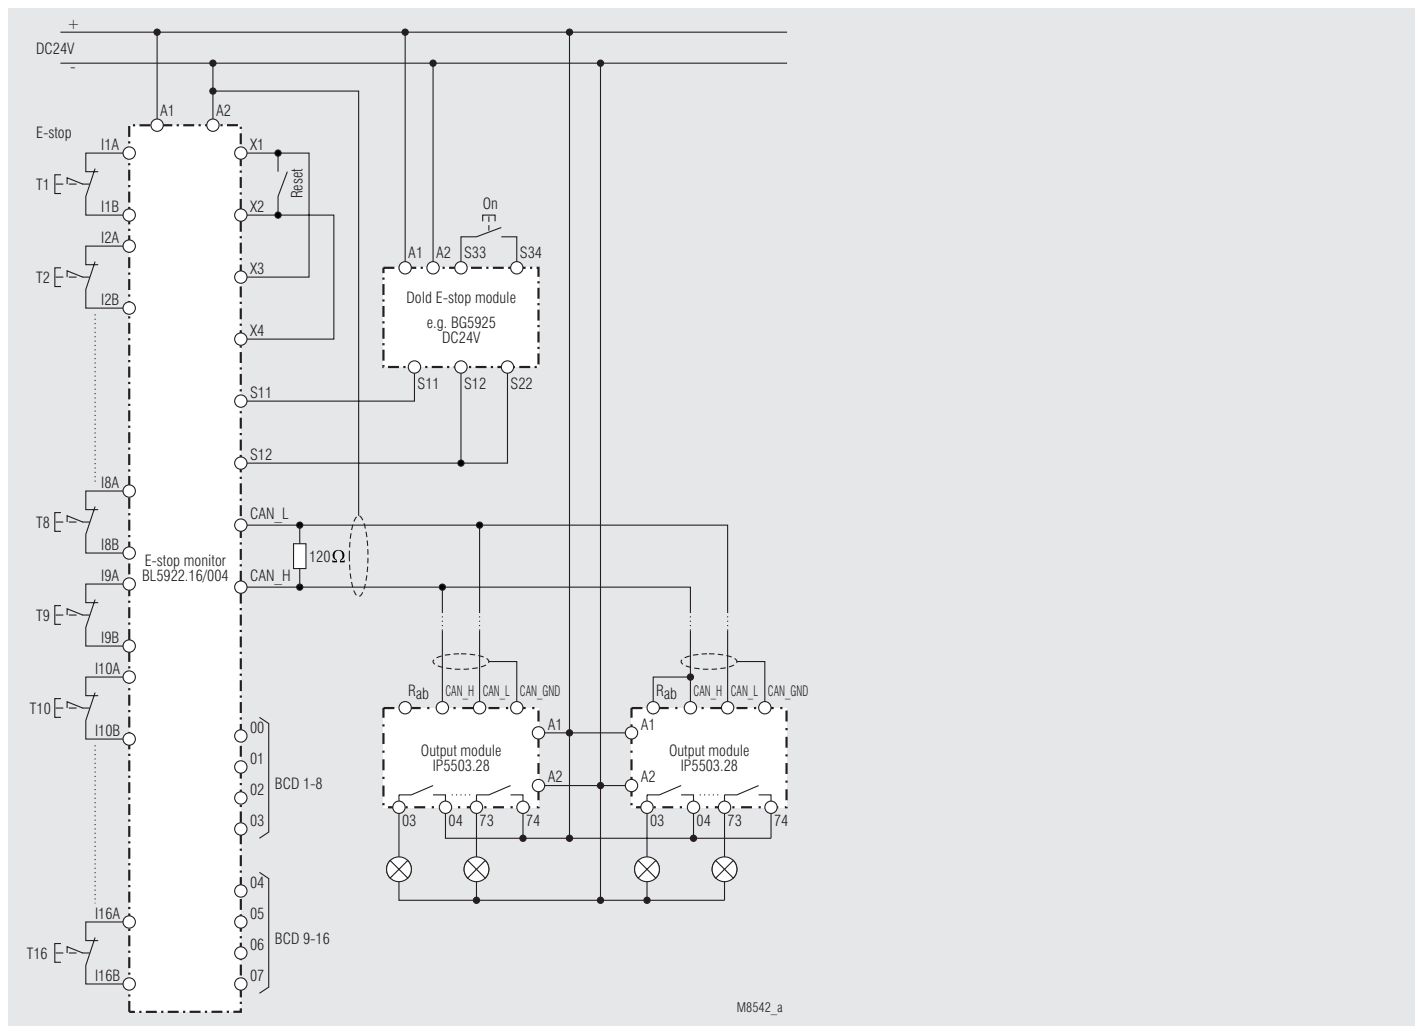 +
DC24V
-
A1 A2
E-stop
I1A X1
T1 Reset
I1B X2
On
I2A
A1 A2 S33 S34
T2 X3
I2B
Dold E-stop module
e.g. BG5925
DC24V
X4
S11 S12 S22
S11
S12
I8A
CAN_L
T8
I8B
120Ω
E-stop monitor
BL5922.16/004
I9A CAN_H
T9
I9B
I10A
Rab CAN_H CAN_L CAN_GND Rab CAN_H CAN_L CAN_GND
T10
I10B
00 A1 A1
01
Output module Output module
IP5503.28 IP5503.28
02 BCD 1-8 A2 A2
03 03 04 73 74 03 04 73 74
04
I16A 05
06 BCD 9-16
T16
I16B 07
M8542_a